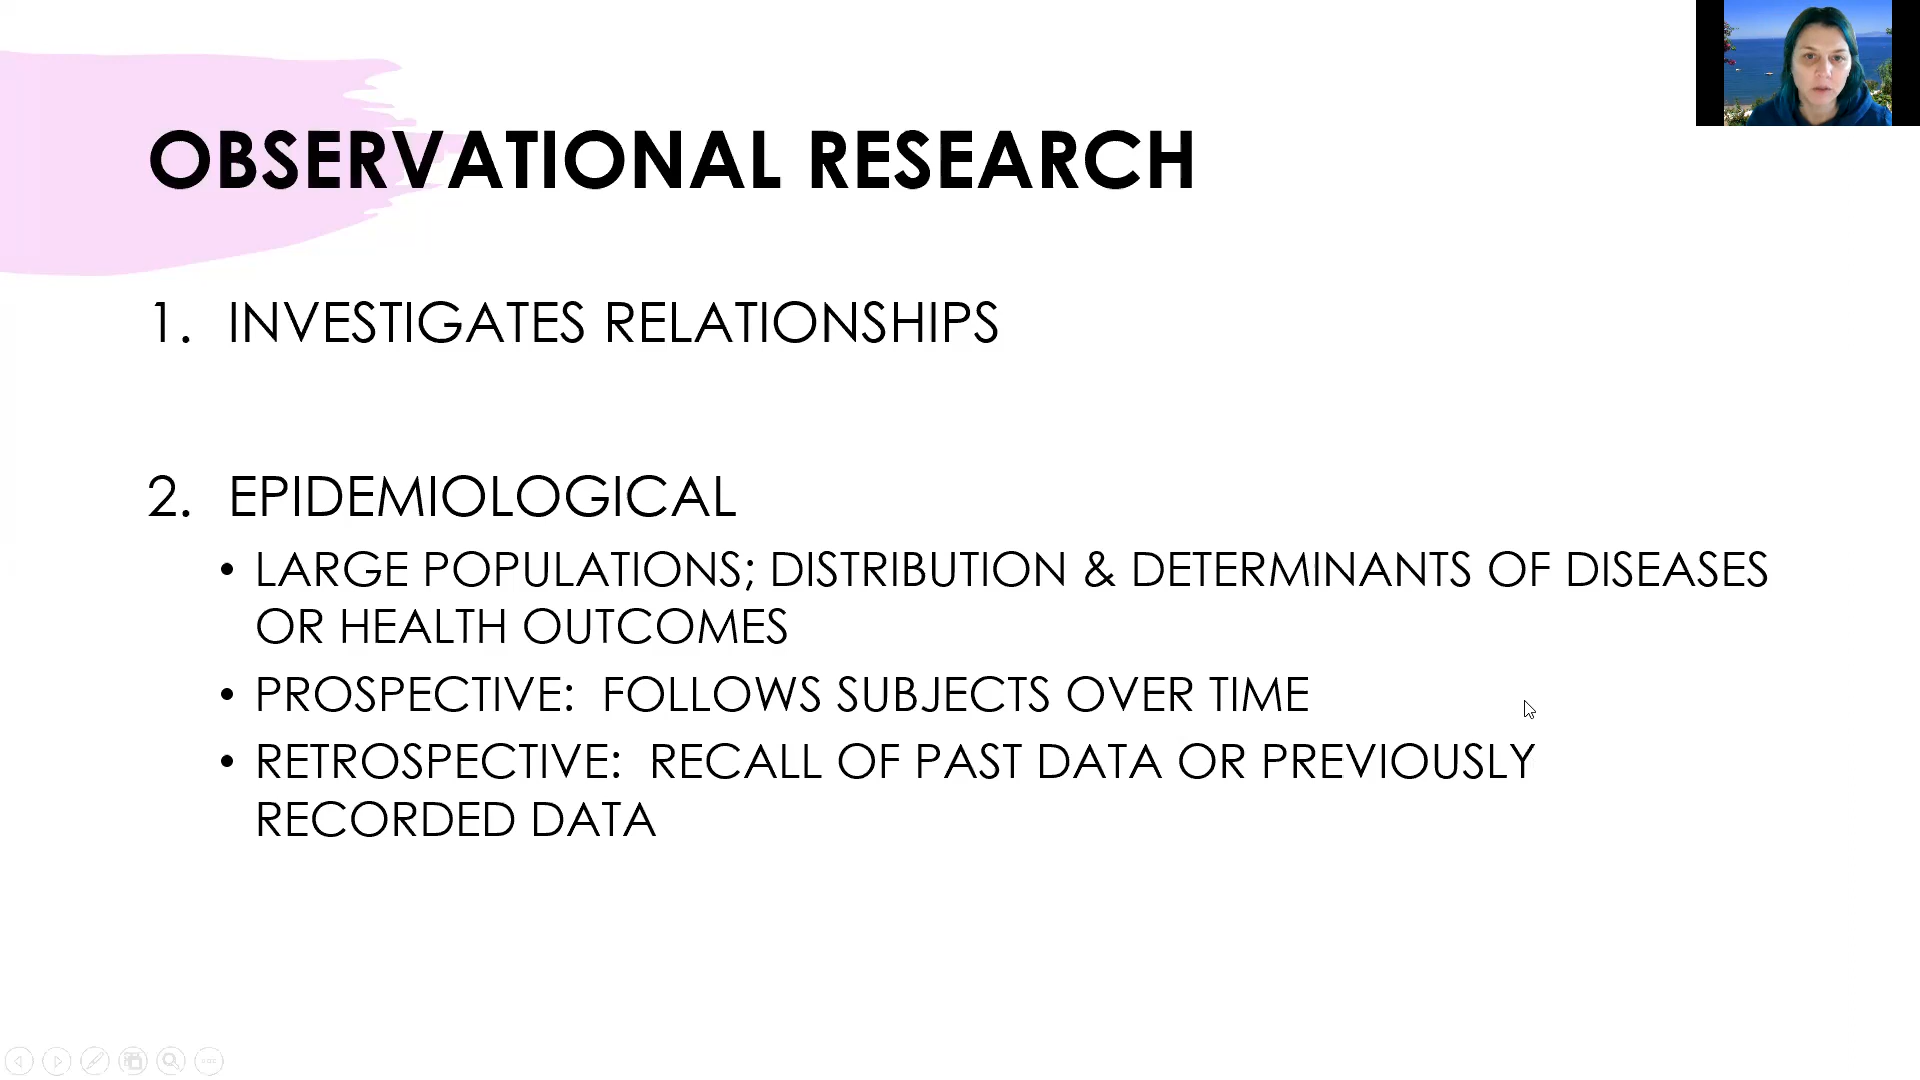 OBSERVATIONAL RESEARCH
1. INVESTIGATES RELATIONSHIPS
2. EPIDEMIOLOGICAL
• LARGE POPULATIONS; DISTRIBUTION & DETERMINANTS OF DISEASES
OR HEALTH OUTCOMES
• PROSPECTIVE: FOLLOWS SUBJECTS OVER TIME
• RETROSPECTIVE: RECALL OF PAST DATA OR PREVIOUSLY
RECORDED DATA